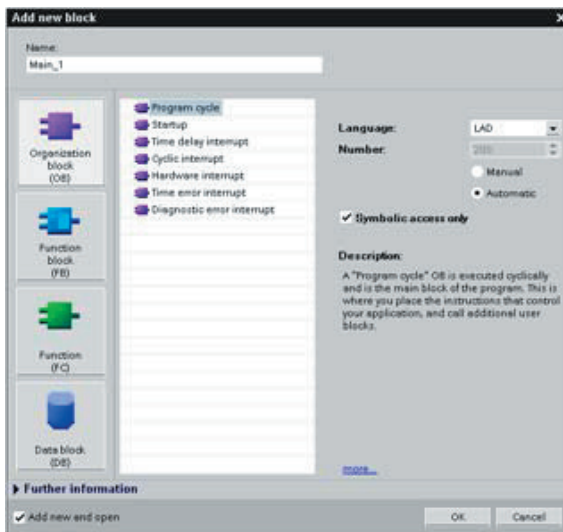 Add new block
Name:
Main_1
Organization
block
(OB)
Function
block
(FB)
Function
(FC)
Data block
(DB)
Program cycle
Startup
Time delay interrupt
Cyclic interrupt
Hardware interrupt
Time error interrupt
Diagnostic error interrupt
Language: LAD
Number: 200
Manual
Automatic
Symbolic access only
Description:
A "Program cycle" OB is executed cyclically
and is the main block of the program. This is
where you place the instructions that control
your application, and call additional user
blocks.
more...
Further information
Add new and open
OK Cancel